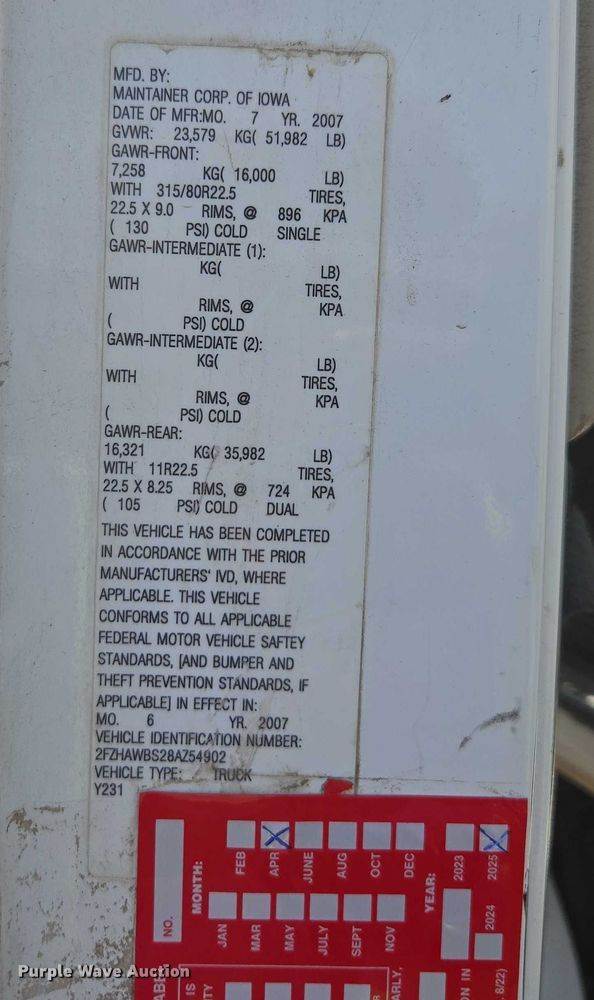 MFD. BY:
MAINTAINER CORP. OF IOWA
DATE OF MFR:MO. 7 YR. 2007
GVWR: 23,579 KG( 51,982 LB)
GAWR-FRONT:
7,258 KG( 16,000 LB)
WITH 315/80R22.5 TIRES,
22.5 X 9.0 RIMS, @ 896 KPA
( 130 PSI) COLD SINGLE
GAWR-INTERMEDIATE (1):
KG( LB)
WITH TIRES,
RIMS, @ KPA
( PSI) COLD
GAWR-INTERMEDIATE (2):
KG( LB)
WITH TIRES,
RIMS, @ KPA
( PSI) COLD
GAWR-REAR:
16,321 KG( 35,982 LB)
WITH 11R22.5 TIRES,
22.5 X 8.25 RIMS, @ 724 KPA
( 105 PSI) COLD DUAL
THIS VEHICLE HAS BEEN COMPLETED
IN ACCORDANCE WITH THE PRIOR
MANUFACTURERS' IVD, WHERE
APPLICABLE. THIS VEHICLE
CONFORMS TO ALL APPLICABLE
FEDERAL MOTOR VEHICLE SAFTEY
STANDARDS, [AND BUMPER AND
THEFT PREVENTION STANDARDS, IF
APPLICABLE] IN EFFECT IN:
MO. 6 YR. 2007
VEHICLE IDENTIFICATION NUMBER:
2FZHAWBS28AZ54902
VEHICLE TYPE: TRUCK
Y231
NO.
MONTH:
FEB APR JUNE AUG OCT DEC
JAN MAR MAY JULY SEPT NOV
YEAR:
2023 2025
2024
IS
ON IN
8/22)
Purple Wave Auction